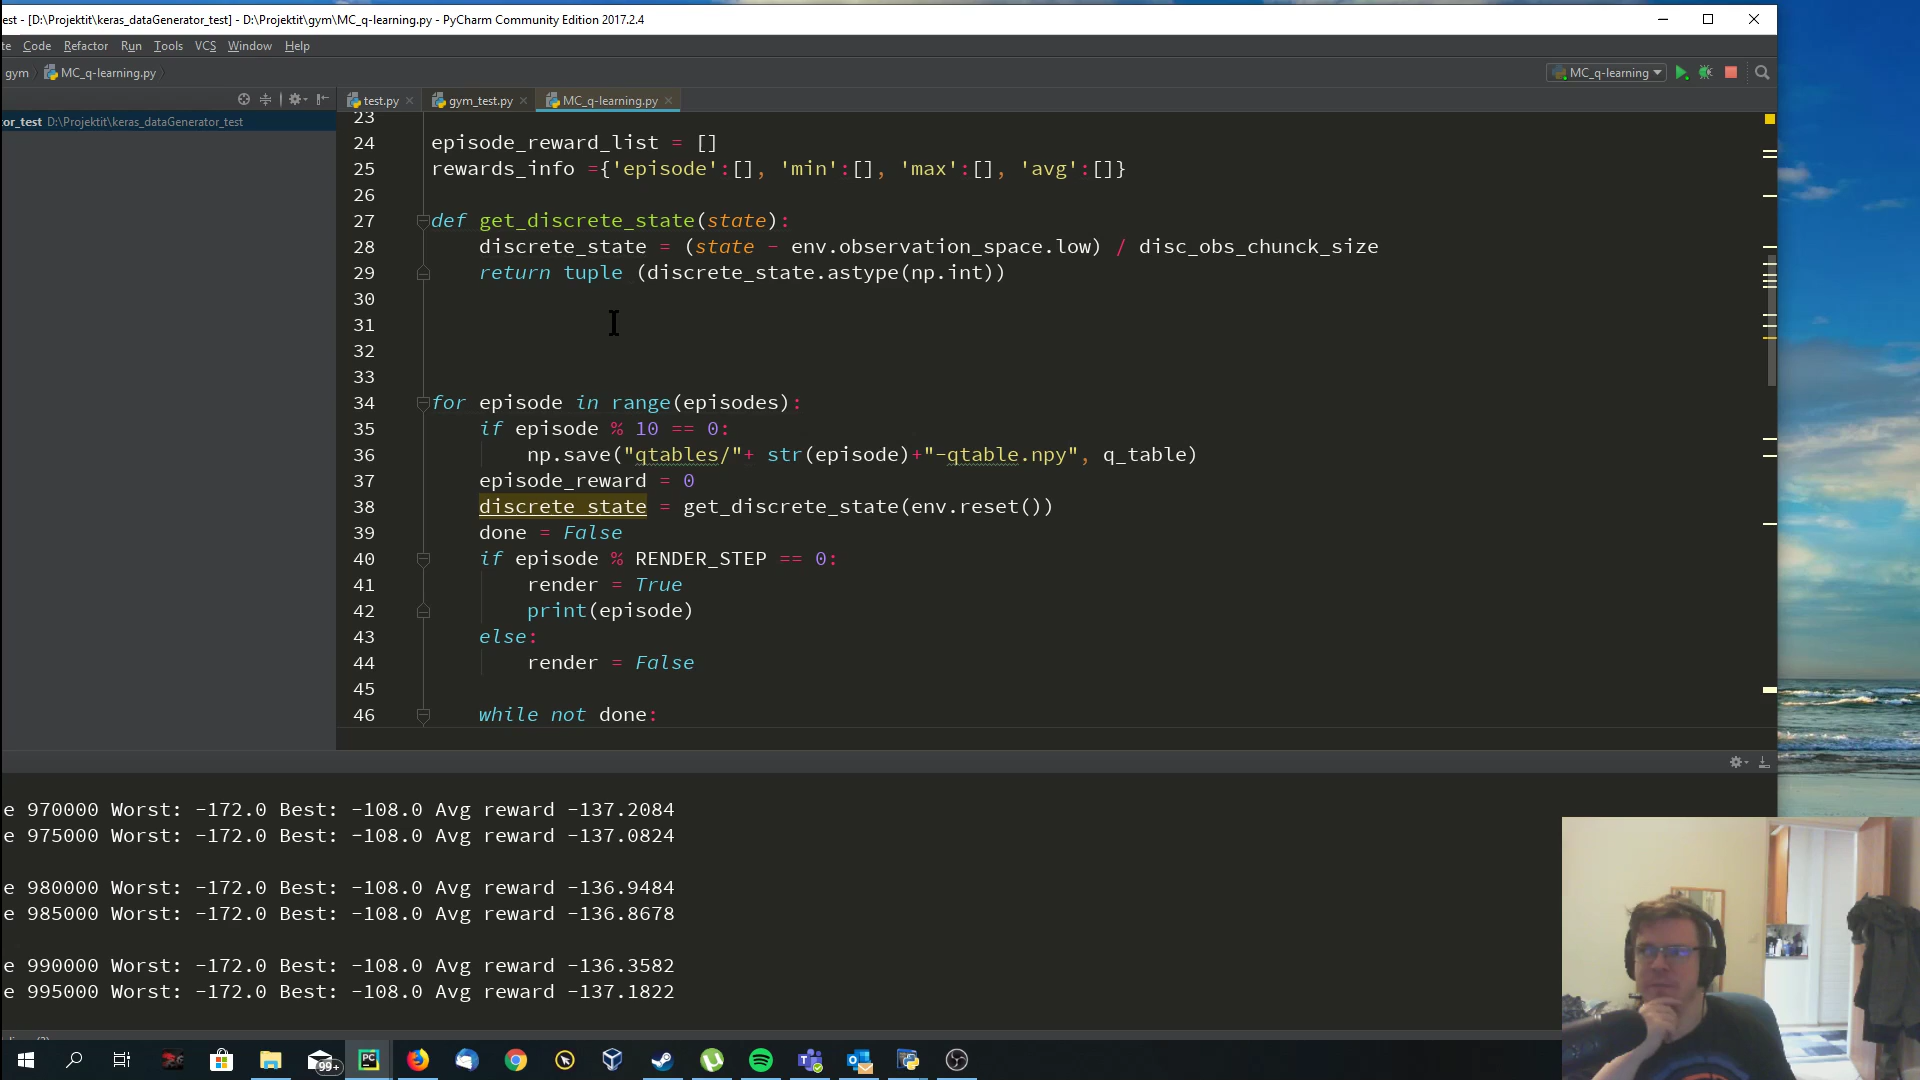 est - [D:\Projektit\keras_dataGenerator_test] - D:\Projektit\gym\MC_q-learning.py - PyCharm Community Edition 2017.2.4
te Code Refactor Run Tools VCS Window Help
gym MC_q-learning.py MC_q-learning
test.py gym_test.py MC_q-learning.py
or_test D:\Projektit\keras_dataGenerator_test
23
24 episode_reward_list = []
25 rewards_info ={'episode':[], 'min':[], 'max':[], 'avg':[]}
26
27 def get_discrete_state(state):
28 discrete_state = (state - env.observation_space.low) / disc_obs_chunck_size
29 return tuple (discrete_state.astype(np.int))
30
31
32
33
34 for episode in range(episodes):
35 if episode % 10 == 0:
36 np.save("qtables/"+ str(episode)+"-qtable.npy", q_table)
37 episode_reward = 0
38 discrete_state = get_discrete_state(env.reset())
39 done = False
40 if episode % RENDER_STEP == 0:
41 render = True
42 print(episode)
43 else:
44 render = False
45
46 while not done:
e 970000 Worst: -172.0 Best: -108.0 Avg reward -137.2084
e 975000 Worst: -172.0 Best: -108.0 Avg reward -137.0824
e 980000 Worst: -172.0 Best: -108.0 Avg reward -136.9484
e 985000 Worst: -172.0 Best: -108.0 Avg reward -136.8678
e 990000 Worst: -172.0 Best: -108.0 Avg reward -136.3582
e 995000 Worst: -172.0 Best: -108.0 Avg reward -137.1822
99+
PC